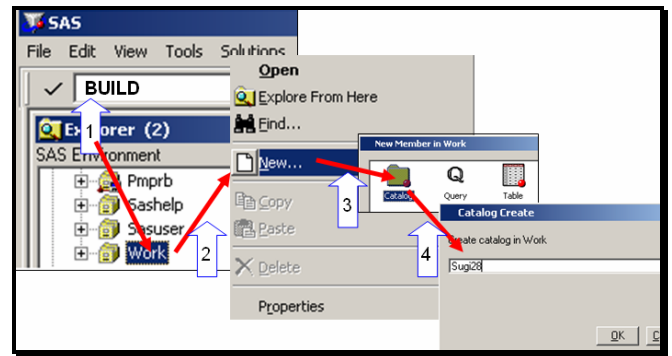 SAS
File Edit View Tools Solutions
BUILD
1
Explorer (2)
SAS Environment
Pmprb
Sashelp
Sasuser
Work
2
Open
Explore From Here
Find...
New...
Copy
Paste
Delete
Properties
3
New Member in Work
Catalog Query Table
4
Catalog Create
Create catalog in Work
Sugi28
OK C